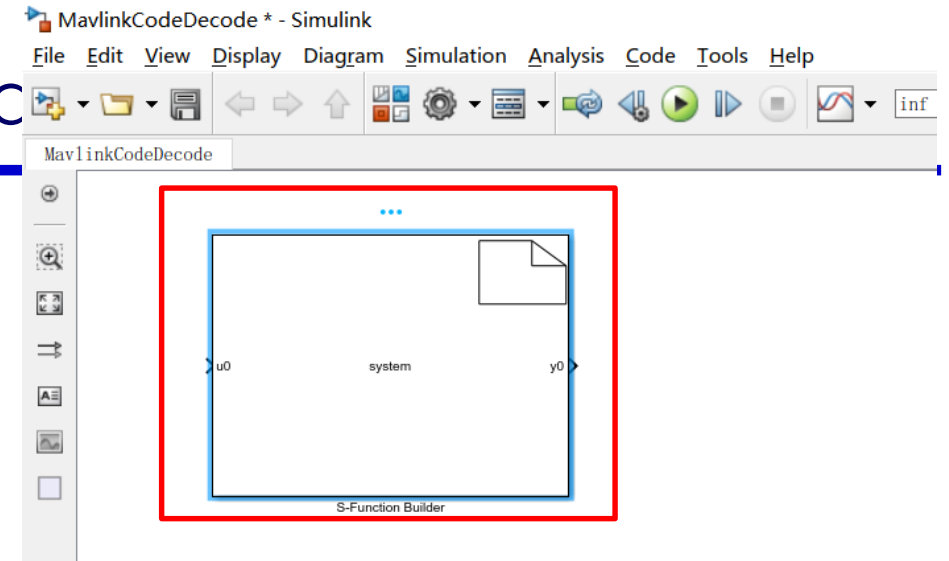 MavlinkCodeDecode * - Simulink
File Edit View Display Diagram Simulation Analysis Code Tools Help
inf
MavlinkCodeDecode
u0 system y0
S-Function Builder